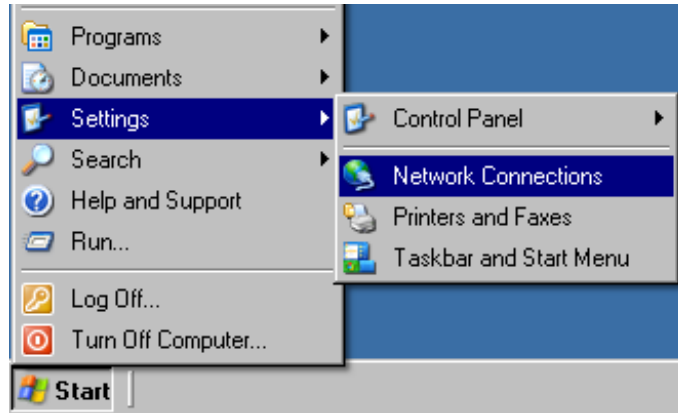 Programs
Documents
Settings
Search
Help and Support
Run...
Log Off...
Turn Off Computer...
Control Panel
Network Connections
Printers and Faxes
Taskbar and Start Menu
Start